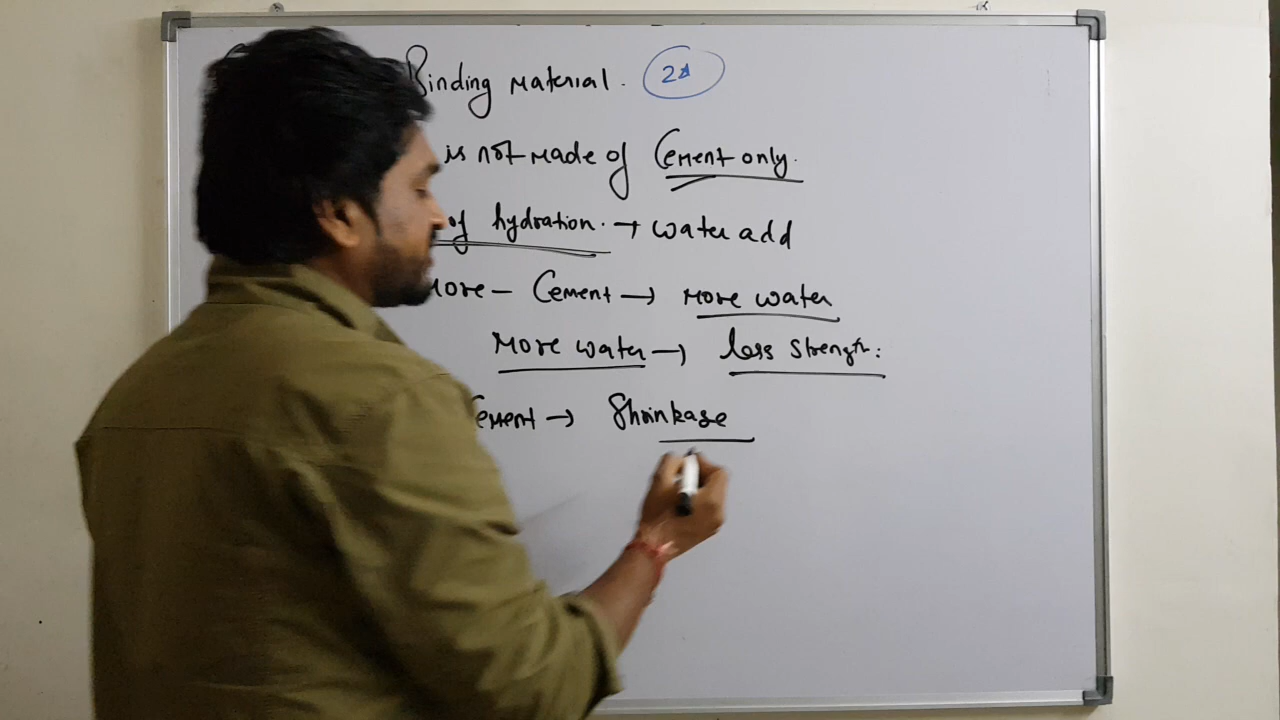 Binding material. 2
is not made of Cement only.
of hydration. → water add
More - Cement → More water
More water → less strength.
Cement → Shrinkage